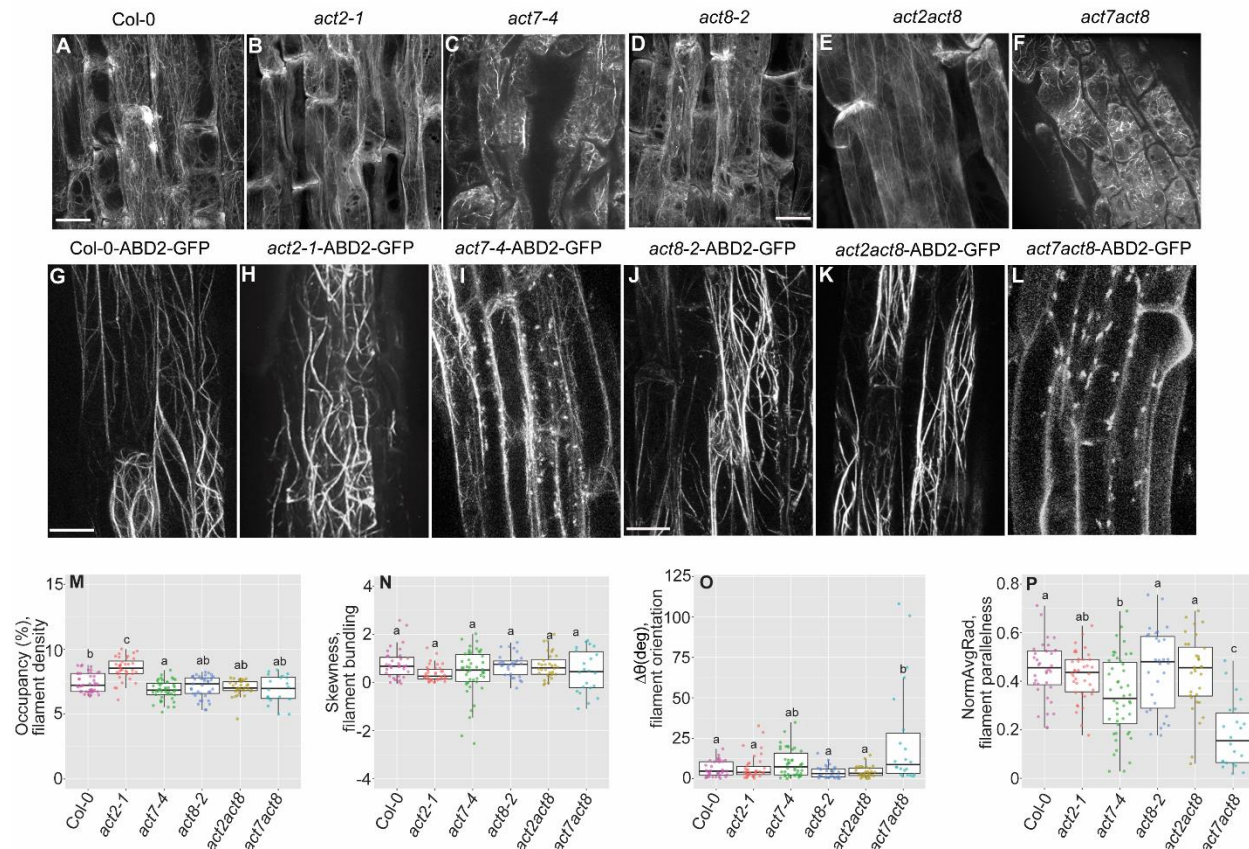 Col-0 act2-1 act7-4 act8-2 act2act8 act7act8
A B C D E F
Col-0-ABD2-GFP act2-1-ABD2-GFP act7-4-ABD2-GFP act8-2-ABD2-GFP act2act8-ABD2-GFP act7act8-ABD2-GFP
G H I J K L
M
Occupancy (%),
filament density
15
10
5
0
b c a ab ab ab
Col-0 act2-1 act7-4 act8-2 act2act8 act7act8
N
Skewness,
filament bundling
4
2
0
-2
-4
a a a a a a
Col-0 act2-1 act7-4 act8-2 act2act8 act7act8
O
Δθ(deg),
filament orientation
125
100
75
50
25
0
a a ab a a b
Col-0 act2-1 act7-4 act8-2 act2act8 act7act8
P
NormAvgRad,
filament parallelness
0.8
0.6
0.4
0.2
0.0
a ab b a a c
Col-0 act2-1 act7-4 act8-2 act2act8 act7act8